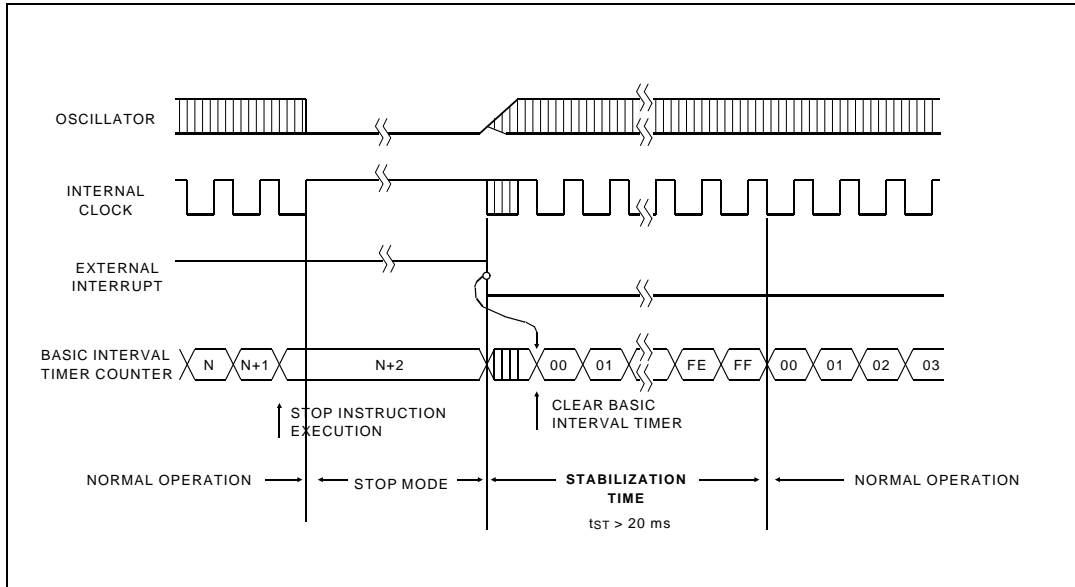 OSCILLATOR
INTERNAL
CLOCK
EXTERNAL
INTERRUPT
BASIC INTERVAL
TIMER COUNTER
N N+1 N+2 00 01 FE FF 00 01 02 03
STOP INSTRUCTION
EXECUTION
CLEAR BASIC
INTERVAL TIMER
NORMAL OPERATION STOP MODE STABILIZATION NORMAL OPERATION
TIME
tST > 20 ms